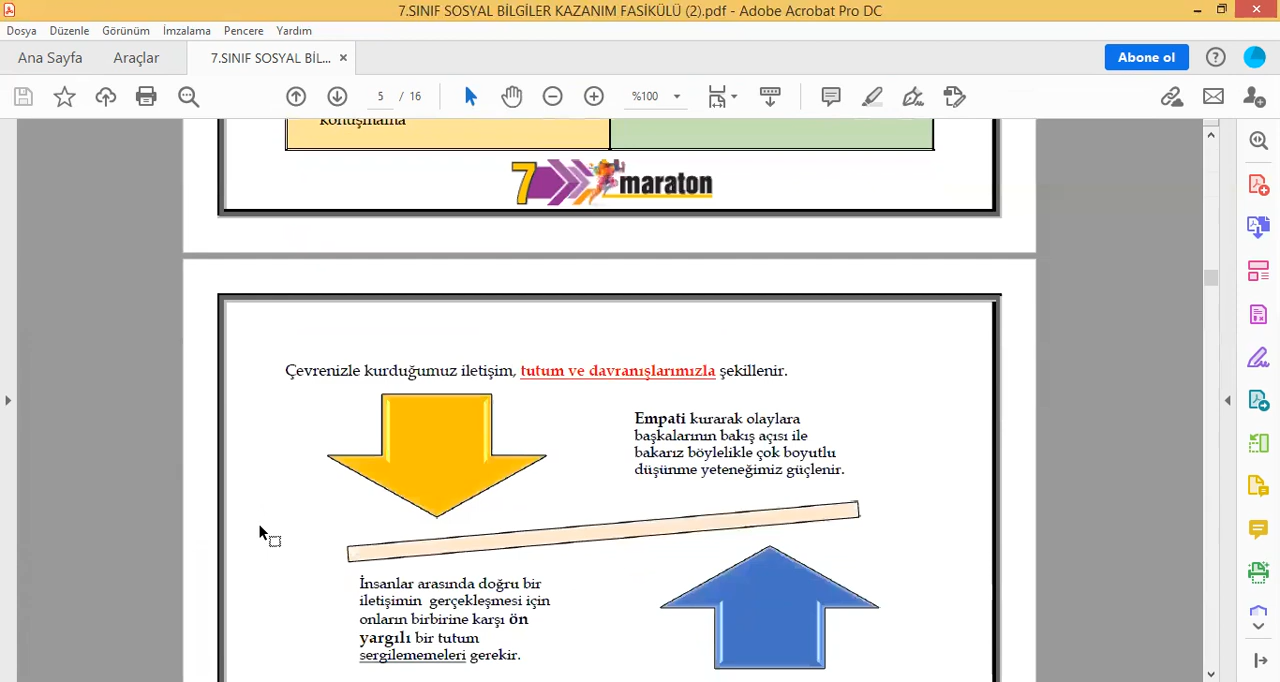 7.SINIF SOSYAL BİLGİLER KAZANIM FASİKÜLÜ (2).pdf - Adobe Acrobat Pro DC
Dosya Düzenle Görünüm İmzalama Pencere Yardım
Ana Sayfa Araçlar 7.SINIF SOSYAL BİL... × Abone ol
5 / 16 %100
konuşmama
7 maraton
Çevrenizle kurduğumuz iletişim, tutum ve davranışlarımızla şekillenir.
Empati kurarak olaylara
başkalarının bakış açısı ile
bakarız böylelikle çok boyutlu
düşünme yeteneğimiz güçlenir.
İnsanlar arasında doğru bir
iletişimin gerçekleşmesi için
onların birbirine karşı ön
yargılı bir tutum
sergilememeleri gerekir.